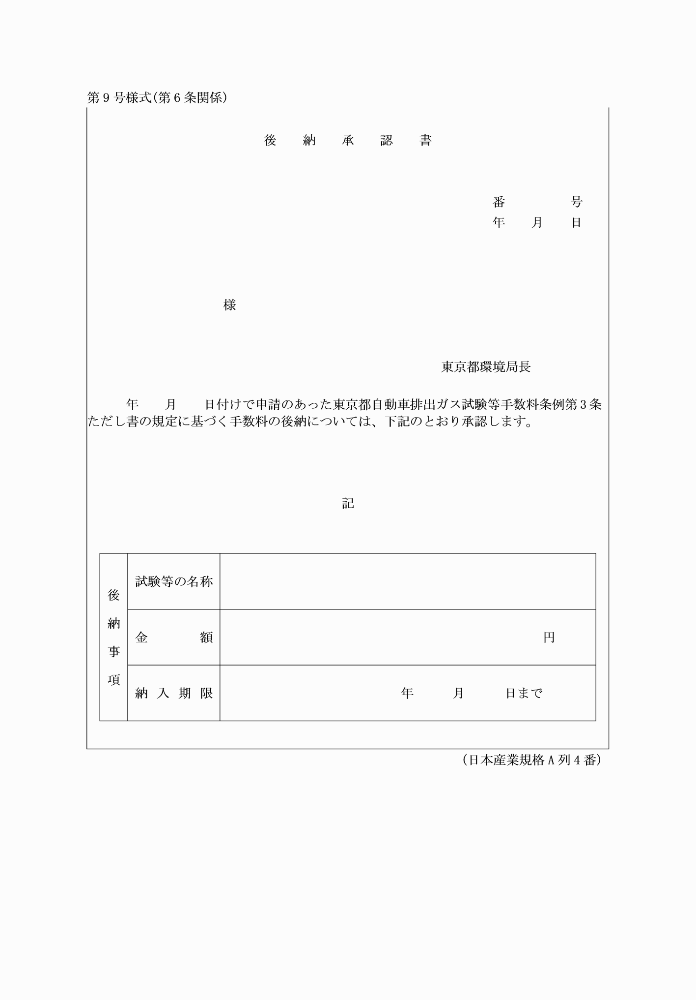 第9号様式(第6条関係)
後　納　承　認　書
番　　　　　号
年　　月　　日
様
東京都環境局長
年　　月　　日付けで申請のあった東京都自動車排出ガス試験等手数料条例第3条
ただし書の規定に基づく手数料の後納については、下記のとおり承認します。
記
後納事項
試験等の名称
金　　　　額
円
納入期限
年　　　月　　　日まで
(日本産業規格A列4番)